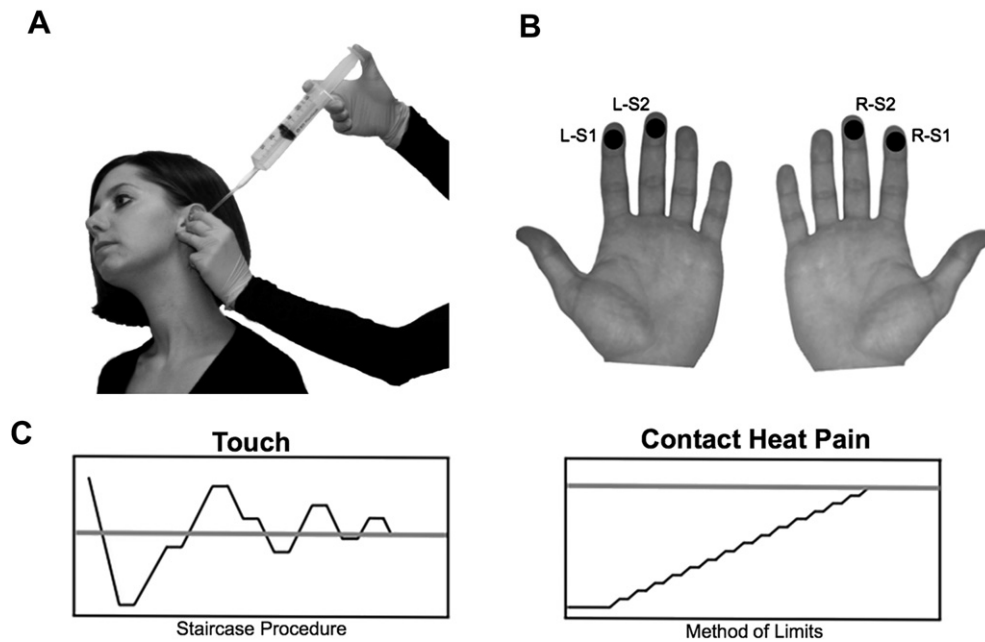 A
B
L-S2
R-S2
L-S1
R-S1
C
Touch
Contact Heat Pain
Staircase Procedure
Method of Limits